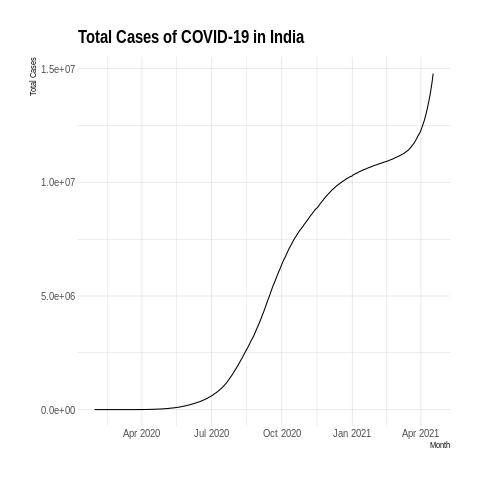 Total Cases of COVID-19 in India
Total Cases
1.5e+07
1.0e+07
5.0e+06
0.0e+00
Apr 2020 Jul 2020 Oct 2020 Jan 2021 Apr 2021
Month